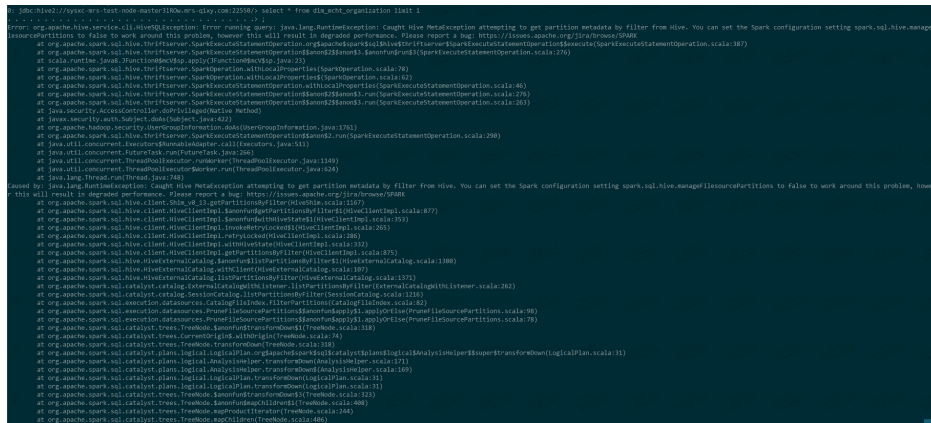 0: jdbc:hive2://sysxc-mrs-test-node-master3lROw.mrs-qixy.com:22550/> select * from dim_mcht_organization limit 1
. . . . . . . . . . . . . . . . . . . . . . . . . . . . . . . . . .> ;
Error: org.apache.hive.service.cli.HiveSQLException: Error running query: java.lang.RuntimeException: Caught Hive MetaException attempting to get partition metadata by filter from Hive. You can set the Spark configuration setting spark.sql.hive.manageFi
lesourcePartitions to false to work around this problem, however this will result in degraded performance. Please report a bug: https://issues.apache.org/jira/browse/SPARK
at org.apache.spark.sql.hive.thriftserver.SparkExecuteStatementOperation.org$apache$spark$sql$hive$thriftserver$SparkExecuteStatementOperation$$execute(SparkExecuteStatementOperation.scala:387)
at org.apache.spark.sql.hive.thriftserver.SparkExecuteStatementOperation$$anon$2$$anon$3.$anonfun$run$3(SparkExecuteStatementOperation.scala:276)
at scala.runtime.java8.JFunction0$mcV$sp.apply(JFunction0$mcV$sp.java:23)
at org.apache.spark.sql.hive.thriftserver.SparkOperation.withLocalProperties(SparkOperation.scala:78)
at org.apache.spark.sql.hive.thriftserver.SparkOperation.withLocalProperties$(SparkOperation.scala:62)
at org.apache.spark.sql.hive.thriftserver.SparkExecuteStatementOperation.withLocalProperties(SparkExecuteStatementOperation.scala:46)
at org.apache.spark.sql.hive.thriftserver.SparkExecuteStatementOperation$$anon$2$$anon$3.run(SparkExecuteStatementOperation.scala:276)
at org.apache.spark.sql.hive.thriftserver.SparkExecuteStatementOperation$$anon$2$$anon$3.run(SparkExecuteStatementOperation.scala:263)
at java.security.AccessController.doPrivileged(Native Method)
at javax.security.auth.Subject.doAs(Subject.java:422)
at org.apache.hadoop.security.UserGroupInformation.doAs(UserGroupInformation.java:1761)
at org.apache.spark.sql.hive.thriftserver.SparkExecuteStatementOperation$$anon$2.run(SparkExecuteStatementOperation.scala:290)
at java.util.concurrent.Executors$RunnableAdapter.call(Executors.java:511)
at java.util.concurrent.FutureTask.run(FutureTask.java:266)
at java.util.concurrent.ThreadPoolExecutor.runWorker(ThreadPoolExecutor.java:1149)
at java.util.concurrent.ThreadPoolExecutor$Worker.run(ThreadPoolExecutor.java:624)
at java.lang.Thread.run(Thread.java:748)
Caused by: java.lang.RuntimeException: Caught Hive MetaException attempting to get partition metadata by filter from Hive. You can set the Spark configuration setting spark.sql.hive.manageFilesourcePartitions to false to work around this problem, howe
r this will result in degraded performance. Please report a bug: https://issues.apache.org/jira/browse/SPARK
at org.apache.spark.sql.hive.client.Shim_v0_13.getPartitionsByFilter(HiveShim.scala:1167)
at org.apache.spark.sql.hive.client.HiveClientImpl.$anonfun$getPartitionsByFilter$1(HiveClientImpl.scala:877)
at org.apache.spark.sql.hive.client.HiveClientImpl.$anonfun$withHiveState$1(HiveClientImpl.scala:353)
at org.apache.spark.sql.hive.client.HiveClientImpl.invokeRetryLocked$1(HiveClientImpl.scala:265)
at org.apache.spark.sql.hive.client.HiveClientImpl.retryLocked(HiveClientImpl.scala:286)
at org.apache.spark.sql.hive.client.HiveClientImpl.withHiveState(HiveClientImpl.scala:332)
at org.apache.spark.sql.hive.client.HiveClientImpl.getPartitionsByFilter(HiveClientImpl.scala:875)
at org.apache.spark.sql.hive.HiveExternalCatalog.$anonfun$listPartitionsByFilter$1(HiveExternalCatalog.scala:1380)
at org.apache.spark.sql.hive.HiveExternalCatalog.withClient(HiveExternalCatalog.scala:107)
at org.apache.spark.sql.hive.HiveExternalCatalog.listPartitionsByFilter(HiveExternalCatalog.scala:1371)
at org.apache.spark.sql.catalyst.catalog.ExternalCatalogWithListener.listPartitionsByFilter(ExternalCatalogWithListener.scala:262)
at org.apache.spark.sql.catalyst.catalog.SessionCatalog.listPartitionsByFilter(SessionCatalog.scala:1216)
at org.apache.spark.sql.execution.datasources.CatalogFileIndex.filterPartitions(CatalogFileIndex.scala:82)
at org.apache.spark.sql.execution.datasources.PruneFileSourcePartitions$$anonfun$apply$1.applyOrElse(PruneFileSourcePartitions.scala:98)
at org.apache.spark.sql.execution.datasources.PruneFileSourcePartitions$$anonfun$apply$1.applyOrElse(PruneFileSourcePartitions.scala:78)
at org.apache.spark.sql.catalyst.trees.TreeNode.$anonfun$transformDown$1(TreeNode.scala:318)
at org.apache.spark.sql.catalyst.trees.CurrentOrigin$.withOrigin(TreeNode.scala:74)
at org.apache.spark.sql.catalyst.trees.TreeNode.transformDown(TreeNode.scala:318)
at org.apache.spark.sql.catalyst.plans.logical.LogicalPlan.org$apache$spark$sql$catalyst$plans$logical$AnalysisHelper$$super$transformDown(LogicalPlan.scala:31)
at org.apache.spark.sql.catalyst.plans.logical.AnalysisHelper.transformDown(AnalysisHelper.scala:171)
at org.apache.spark.sql.catalyst.plans.logical.AnalysisHelper.transformDown$(AnalysisHelper.scala:169)
at org.apache.spark.sql.catalyst.plans.logical.LogicalPlan.transformDown(LogicalPlan.scala:31)
at org.apache.spark.sql.catalyst.plans.logical.LogicalPlan.transformDown(LogicalPlan.scala:31)
at org.apache.spark.sql.catalyst.trees.TreeNode.$anonfun$transformDown$3(TreeNode.scala:323)
at org.apache.spark.sql.catalyst.trees.TreeNode.$anonfun$mapChildren$1(TreeNode.scala:408)
at org.apache.spark.sql.catalyst.trees.TreeNode.mapProductIterator(TreeNode.scala:244)
at org.apache.spark.sql.catalyst.trees.TreeNode.mapChildren(TreeNode.scala:406)